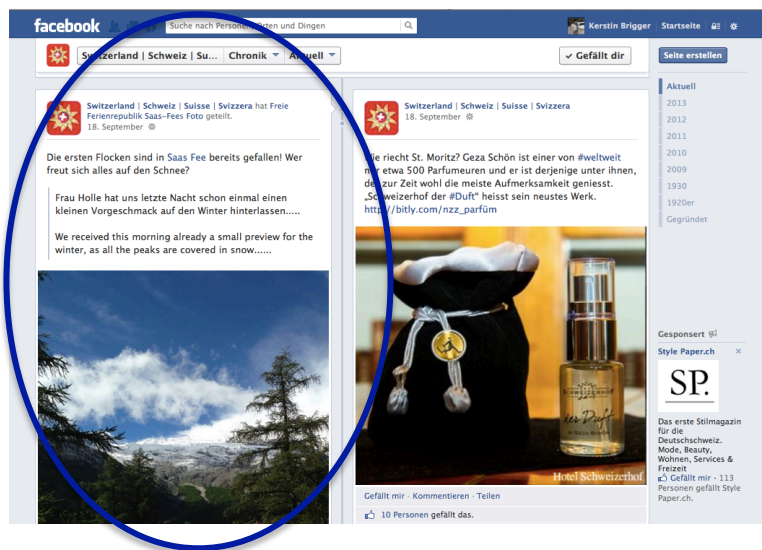 facebook
Suche nach Personen, Orten und Dingen
Kerstin Brigger
Startseite
Switzerland | Schweiz | Su...
Chronik
Aktuell
Gefällt dir
Seite erstellen
Switzerland | Schweiz | Suisse | Svizzera hat Freie
Ferienrepublik Saas-Fees Foto geteilt.
18. September
Die ersten Flocken sind in Saas Fee bereits gefallen! Wer
freut sich alles auf den Schnee?
Frau Holle hat uns letzte Nacht schon einmal einen
kleinen Vorgeschmack auf den Winter hinterlassen.....
We received this morning already a small preview for the
winter, as all the peaks are covered in snow......
Switzerland | Schweiz | Suisse | Svizzera
18. September
Wie riecht St. Moritz? Geza Schön ist einer von #weltweit
nur etwa 500 Parfumeuren und er ist derjenige unter ihnen,
der zur Zeit wohl die meiste Aufmerksamkeit geniesst.
„Schweizerhof der #Duft" heisst sein neustes Werk.
http://bitly.com/nzz_parfüm
SCHWEIZERHOF
der Duft
Hotel Schweizerhof
Gefällt mir · Kommentieren · Teilen
10 Personen gefällt das.
Aktuell
2013
2012
2011
2010
2009
1930
1920er
Gegründet
Gesponsert
Style Paper.ch
SP.
Das erste Stilmagazin
für die
Deutschschweiz.
Mode, Beauty,
Wohnen, Services &
Freizeit
Gefällt mir · 113
Personen gefällt Style
Paper.ch.